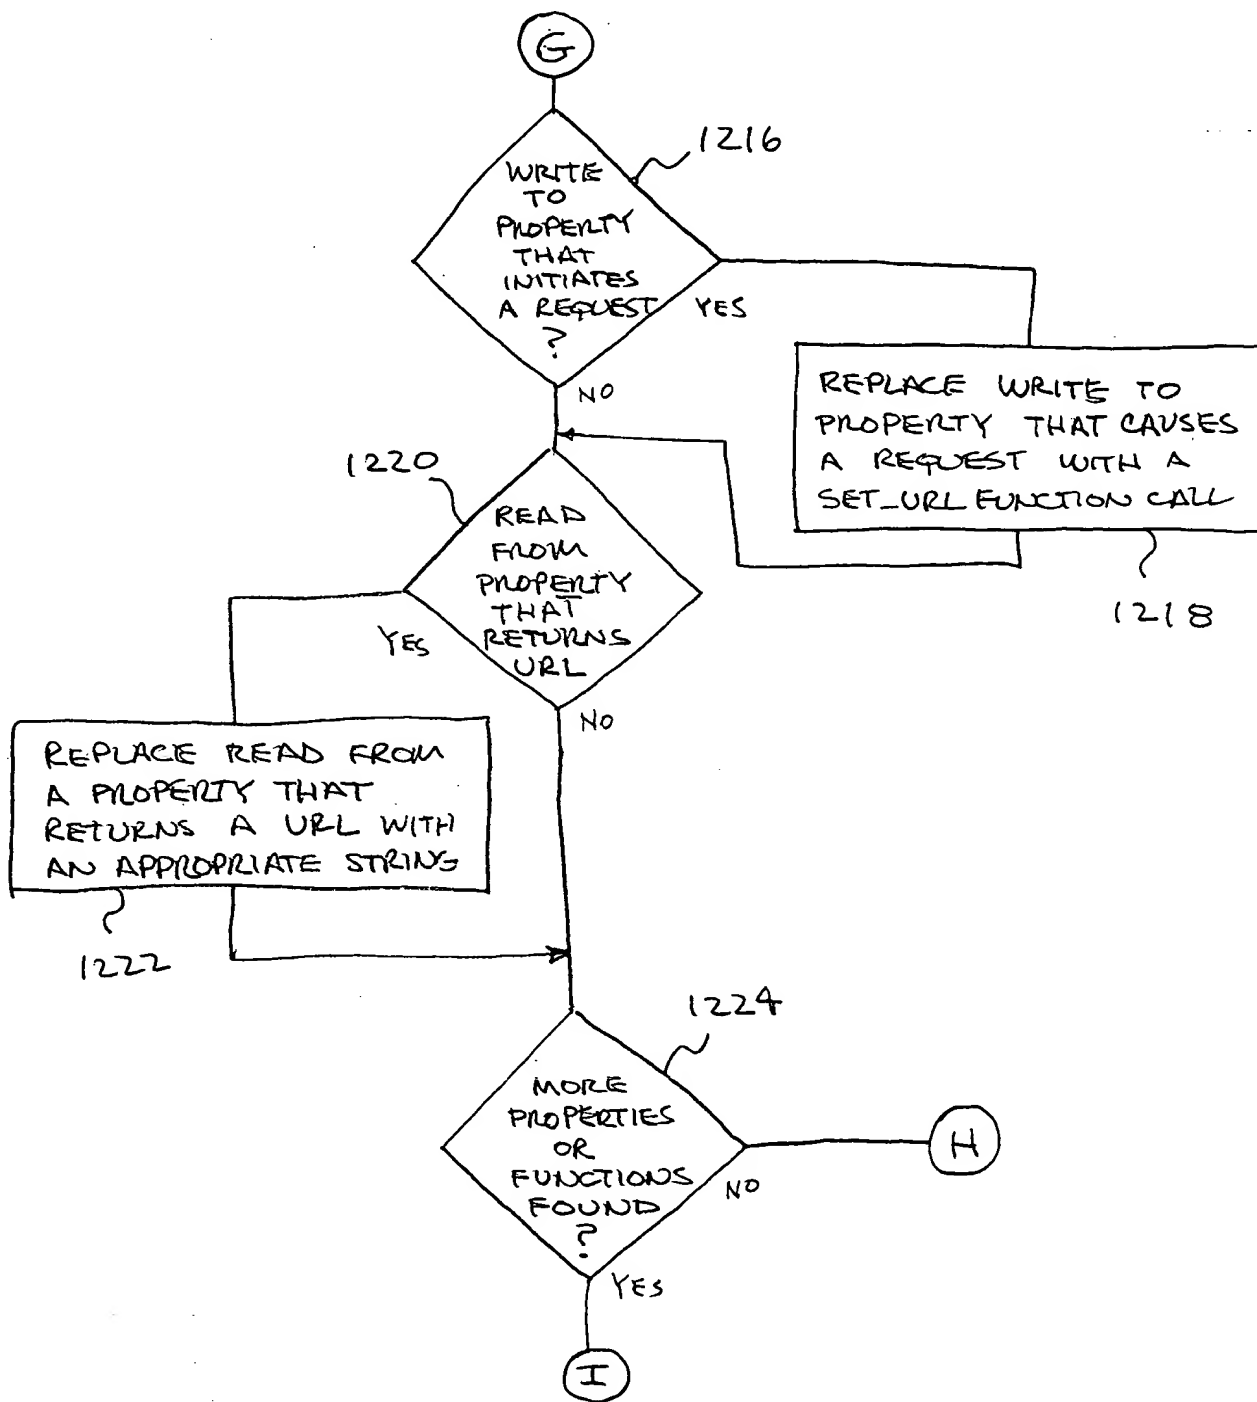 G
1216
WRITE
TO
PROPERTY
THAT
INITIATES
A REQUEST
?
YES
NO
REPLACE WRITE TO
PROPERTY THAT CAUSES
A REQUEST WITH A
SET_URL FUNCTION CALL
1218
1220
READ
FROM
PROPERTY
THAT
RETURNS
URL
YES
NO
REPLACE READ FROM
A PROPERTY THAT
RETURNS A URL WITH
AN APPROPRIATE STRING
1222
1224
MORE
PROPERTIES
OR
FUNCTIONS
FOUND
?
NO
H
YES
I